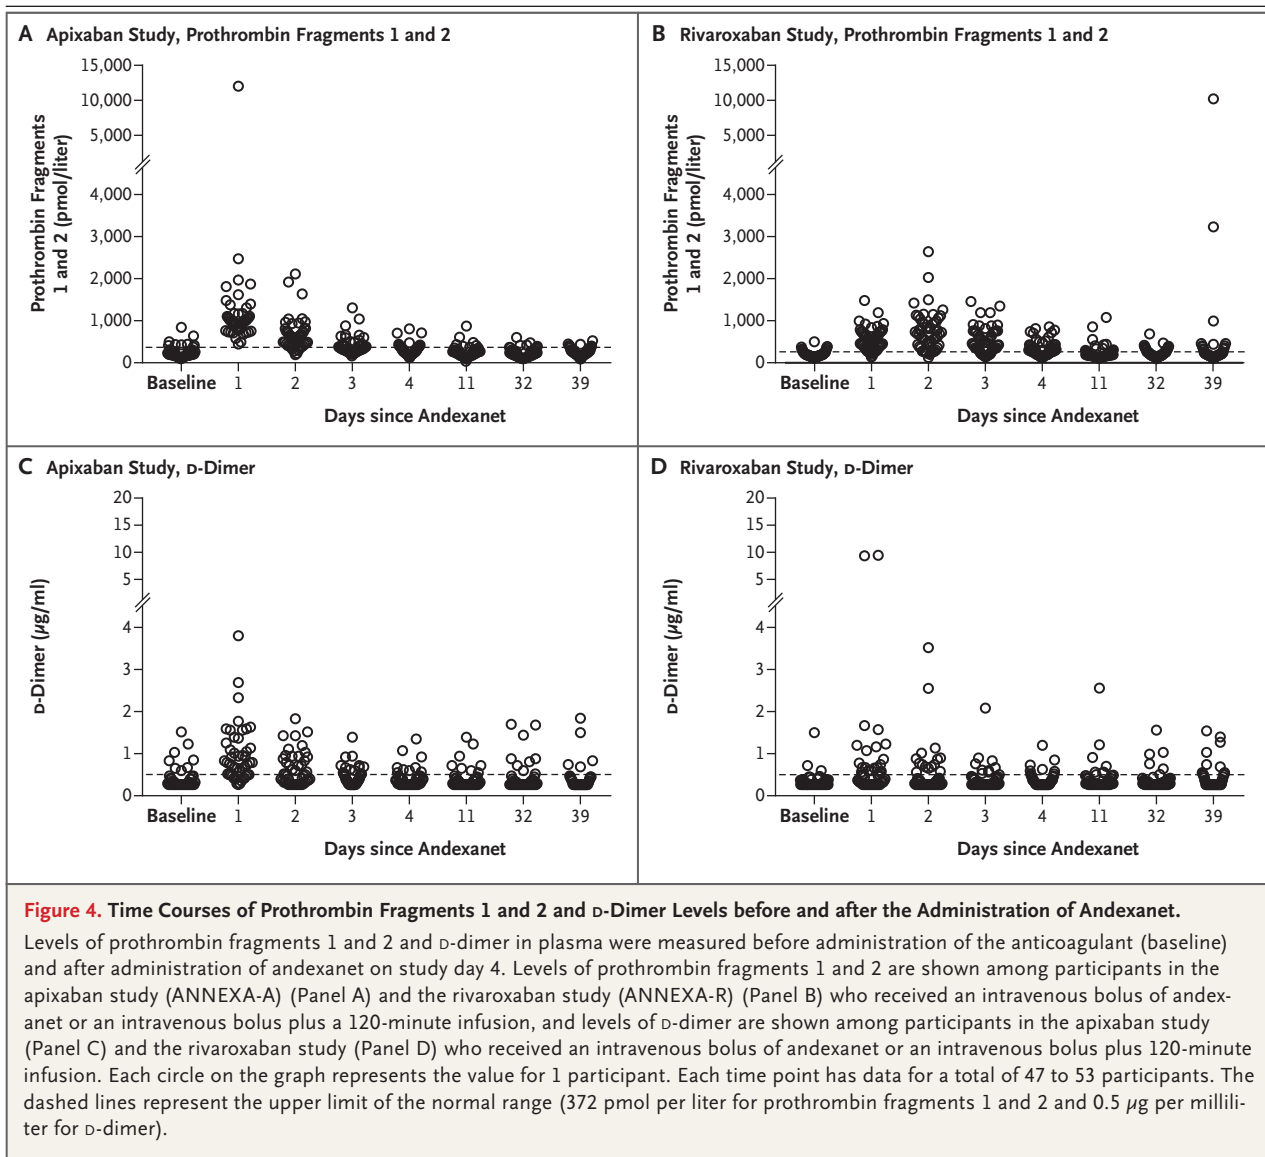 A Apixaban Study, Prothrombin Fragments 1 and 2
Prothrombin Fragments
1 and 2 (pmol/liter)
15,000
10,000
5,000
4,000
3,000
2,000
1,000
0
Baseline 1 2 3 4 11 32 39
Days since Andexanet
B Rivaroxaban Study, Prothrombin Fragments 1 and 2
Prothrombin Fragments
1 and 2 (pmol/liter)
15,000
10,000
5,000
4,000
3,000
2,000
1,000
0
Baseline 1 2 3 4 11 32 39
Days since Andexanet
C Apixaban Study, D-Dimer
D-Dimer (µg/ml)
20
15
10
5
4
3
2
1
0
Baseline 1 2 3 4 11 32 39
Days since Andexanet
D Rivaroxaban Study, D-Dimer
D-Dimer (µg/ml)
20
15
10
5
4
3
2
1
0
Baseline 1 2 3 4 11 32 39
Days since Andexanet
Figure 4. Time Courses of Prothrombin Fragments 1 and 2 and D-Dimer Levels before and after the Administration of Andexanet.
Levels of prothrombin fragments 1 and 2 and D-dimer in plasma were measured before administration of the anticoagulant (baseline)
and after administration of andexanet on study day 4. Levels of prothrombin fragments 1 and 2 are shown among participants in the
apixaban study (ANNEXA-A) (Panel A) and the rivaroxaban study (ANNEXA-R) (Panel B) who received an intravenous bolus of andex-
anet or an intravenous bolus plus a 120-minute infusion, and levels of D-dimer are shown among participants in the apixaban study
(Panel C) and the rivaroxaban study (Panel D) who received an intravenous bolus of andexanet or an intravenous bolus plus 120-minute
infusion. Each circle on the graph represents the value for 1 participant. Each time point has data for a total of 47 to 53 participants. The
dashed lines represent the upper limit of the normal range (372 pmol per liter for prothrombin fragments 1 and 2 and 0.5 µg per millili-
ter for D-dimer).